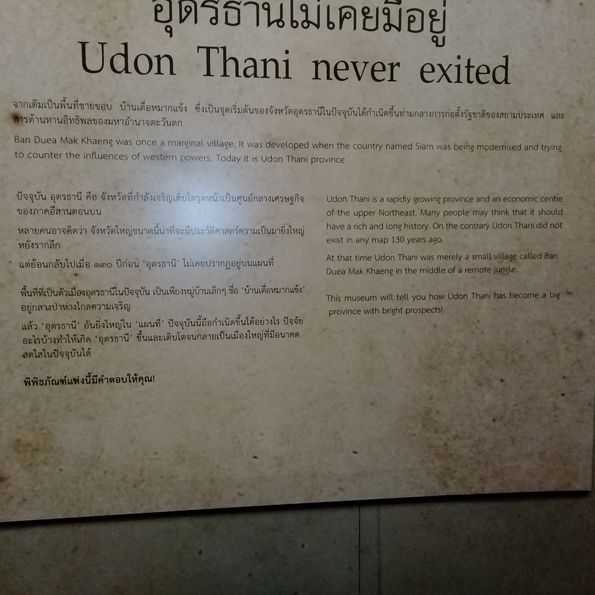 อุดรธานีไม่เคยมีอยู่
Udon Thani never exited
จากเดิมเป็นพื้นที่ชายขอบ บ้านเดื่อหมากแข้ง ซึ่งเป็นจุดเริ่มต้นของจังหวัดอุดรธานีในปัจจุบันได้กำเนิดขึ้นท่ามกลางการก่อตั้งรัฐชาติของสยามประเทศ และ
การต้านทานอิทธิพลของมหาอำนาจตะวันตก
Ban Duea Mak Khaeng was once a marginal village. It was developed when the country named Siam was being modernised and trying
to counter the influences of western powers. Today it is Udon Thani province.
ปัจจุบัน อุดรธานี คือ จังหวัดที่กำลังเจริญเติบโตรุดหน้าเป็นศูนย์กลางเศรษฐกิจ
ของภาคอีสานตอนบน
หลายคนอาจคิดว่า จังหวัดใหญ่ขนาดนี้น่าที่จะมีประวัติศาสตร์ความเป็นมายิ่งใหญ่
หยั่งรากลึก
แต่ย้อนกลับไปเมื่อ ๑๓๐ ปีก่อน ‘อุดรธานี’ ไม่เคยปรากฏอยู่บนแผนที่
พื้นที่ที่เป็นตัวเมืองอุดรธานีในปัจจุบัน เป็นเพียงหมู่บ้านเล็กๆ ชื่อ ‘บ้านเดื่อหมากแข้ง’
อยู่กลางป่าห่างไกลความเจริญ
แล้ว ‘อุดรธานี’ อันยิ่งใหญ่ใน ‘แผนที่’ ปัจจุบันนี้ถือกำเนิดขึ้นได้อย่างไร ปัจจัย
อะไรบ้างทำให้เกิด ‘อุดรธานี’ ขึ้นและเติบโตจนกลายเป็นเมืองใหญ่ที่มีอนาคต
สดใสในปัจจุบันได้
พิพิธภัณฑ์แห่งนี้มีคำตอบให้คุณ!
Udon Thani is a rapidly growing province and an economic centre
of the upper Northeast. Many people may think that it should
have a rich and long history. On the contrary Udon Thani did not
exist in any map 130 years ago.
At that time Udon Thani was merely a small village called Ban
Duea Mak Khaeng in the middle of a remote jungle.
This museum will tell you how Udon Thani has become a big
province with bright prospects!